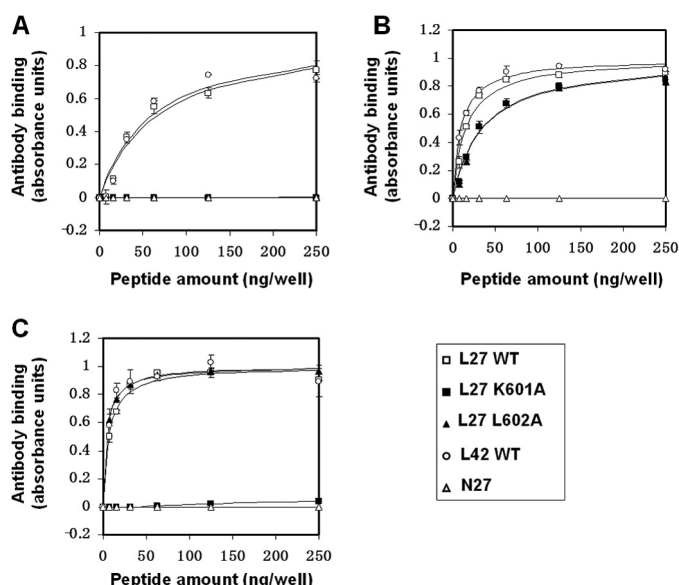 A
Antibody binding
(absorbance units)
1
0.8
0.6
0.4
0.2
0
-0.2
0 50 100 150 200 250
Peptide amount (ng/well)
B
Antibody binding
(absorbance units)
1.2
1
0.8
0.6
0.4
0.2
0
-0.2
0 50 100 150 200 250
Peptide amount (ng/well)
C
Antibody binding
(absorbance units)
1.2
1
0.8
0.6
0.4
0.2
0
-0.2
0 50 100 150 200 250
Peptide amount (ng/well)
L27 WT
L27 K601A
L27 L602A
L42 WT
N27